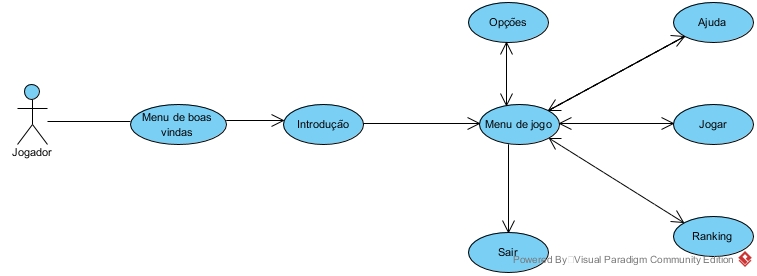 Opções
Ajuda
Menu de boas
vindas
Introdução
Menu de jogo
Jogar
Jogador
Ranking
Sair
Powered By Visual Paradigm Community Edition